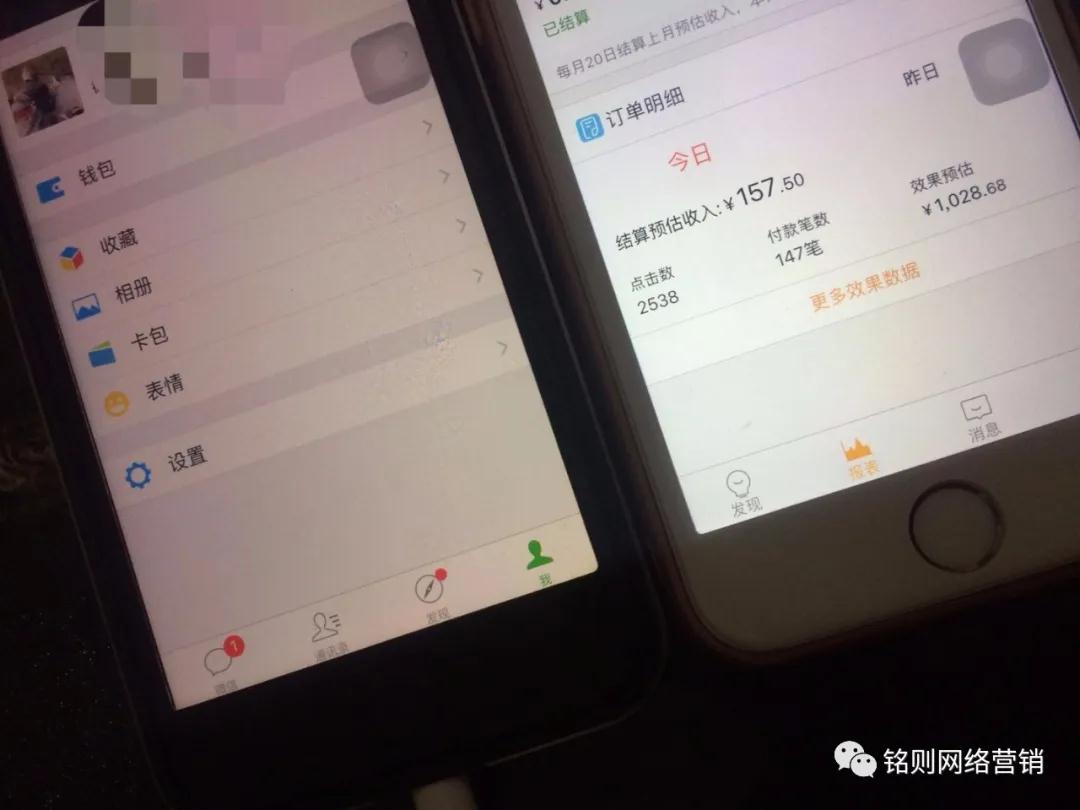 钱包
收藏
相册
卡包
表情
设置
1
微信
通讯录
发现
我
已结算
每月20日结算上月预估收入，本
订单明细
今日
昨日
结算预估收入:¥157.50
点击数
2538
付款笔数
147笔
效果预估
¥1,028.68
更多效果数据
发现
报表
消息
铭则网络营销